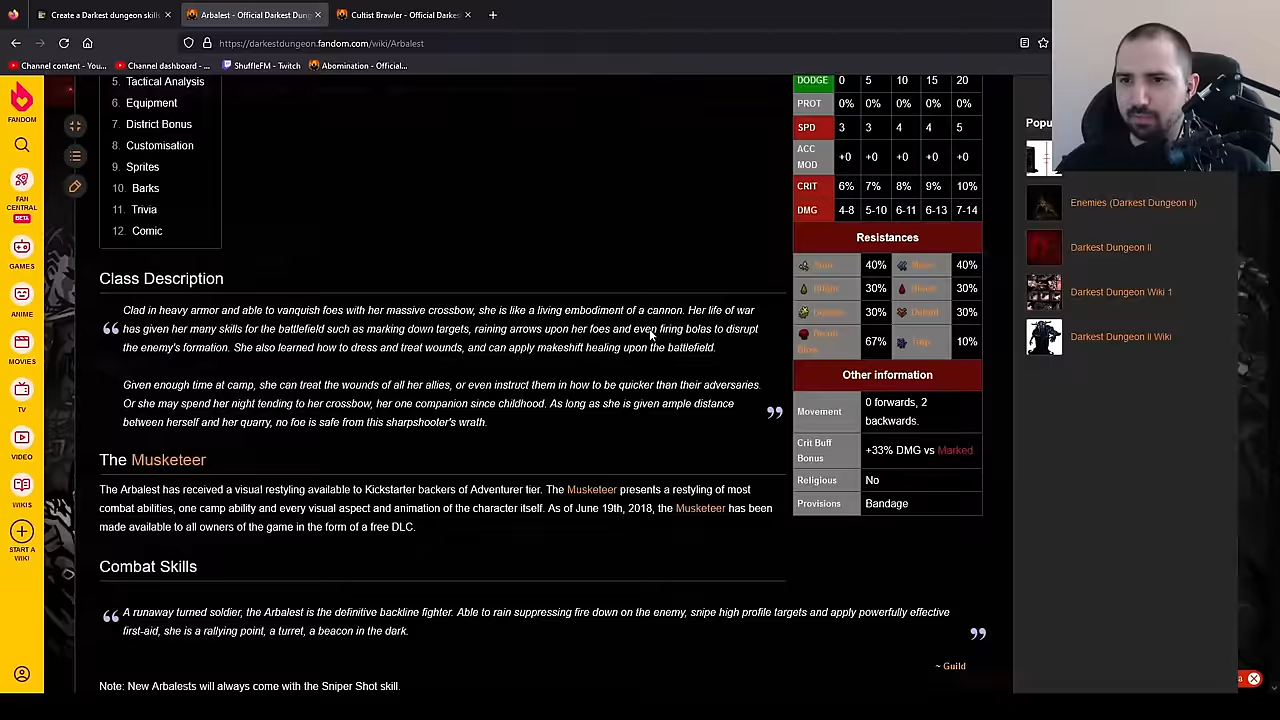 Create a Darkest dungeon skill
Arbalest - Official Darkest Dung
Cultist Brawler - Official Darkes
https://darkestdungeon.fandom.com/wiki/Arbalest
Channel content - You...
Channel dashboard - ...
ShuffleFM - Twitch
Abomination - Official...
FANDOM
FAN CENTRAL
BETA
GAMES
ANIME
MOVIES
TV
VIDEO
WIKIS
START A WIKI
5. Tactical Analysis
6. Equipment
7. District Bonus
8. Customisation
9. Sprites
10. Barks
11. Trivia
12. Comic
Class Description
Clad in heavy armor and able to vanquish foes with her massive crossbow, she is like a living embodiment of a cannon. Her life of war
has given her many skills for the battlefield such as marking down targets, raining arrows upon her foes and even firing bolas to disrupt
the enemy's formation. She also learned how to dress and treat wounds, and can apply makeshift healing upon the battlefield.
Given enough time at camp, she can treat the wounds of all her allies, or even instruct them in how to be quicker than their adversaries.
Or she may spend her night tending to her crossbow, her one companion since childhood. As long as she is given ample distance
between herself and her quarry, no foe is safe from this sharpshooter's wrath.
The Musketeer
The Arbalest has received a visual restyling available to Kickstarter backers of Adventurer tier. The Musketeer presents a restyling of most
combat abilities, one camp ability and every visual aspect and animation of the character itself. As of June 19th, 2018, the Musketeer has been
made available to all owners of the game in the form of a free DLC.
Combat Skills
A runaway turned soldier, the Arbalest is the definitive backline fighter. Able to rain suppressing fire down on the enemy, snipe high profile targets and apply powerfully effective
first-aid, she is a rallying point, a turret, a beacon in the dark.
~ Guild
Note: New Arbalests will always come with the Sniper Shot skill.
DODGE 0 5 10 15 20
PROT 0% 0% 0% 0% 0%
SPD 3 3 4 4 5
ACC MOD +0 +0 +0 +0 +0
CRIT 6% 7% 8% 9% 10%
DMG 4-8 5-10 6-11 6-13 7-14
Resistances
40% 40%
30% 30%
30% 30%
67% 10%
Other information
Movement 0 forwards, 2
backwards.
Crit Buff
Bonus +33% DMG vs Marked
Religious No
Provisions Bandage
Popu
Enemies (Darkest Dungeon II)
Darkest Dungeon II
Darkest Dungeon Wiki 1
Darkest Dungeon II Wiki